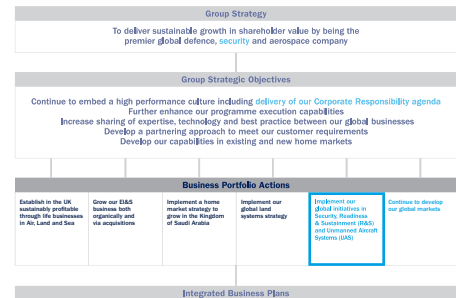 Group Strategy
To deliver sustainable growth in shareholder value by being the
premier global defence, security and aerospace company
Group Strategic Objectives
Continue to embed a high performance culture including delivery of our Corporate Responsibility agenda
Further enhance our programme execution capabilities
Increase sharing of expertise, technology and best practice between our global businesses
Develop a partnering approach to meet our customer requirements
Develop our capabilities in existing and new home markets
Business Portfolio Actions
Establish in the UK
sustainably profitable
through life businesses
in Air, Land and Sea
Grow our EI&S
business both
organically and
via acquisitions
Implement a home
market strategy to
grow in the Kingdom
of Saudi Arabia
Implement our
global land
systems strategy
Implement our
global initiatives in
Security, Readiness
& Sustainment (R&S)
and Unmanned Aircraft
Systems (UAS)
Continue to develop
our global markets
Integrated Business Plans